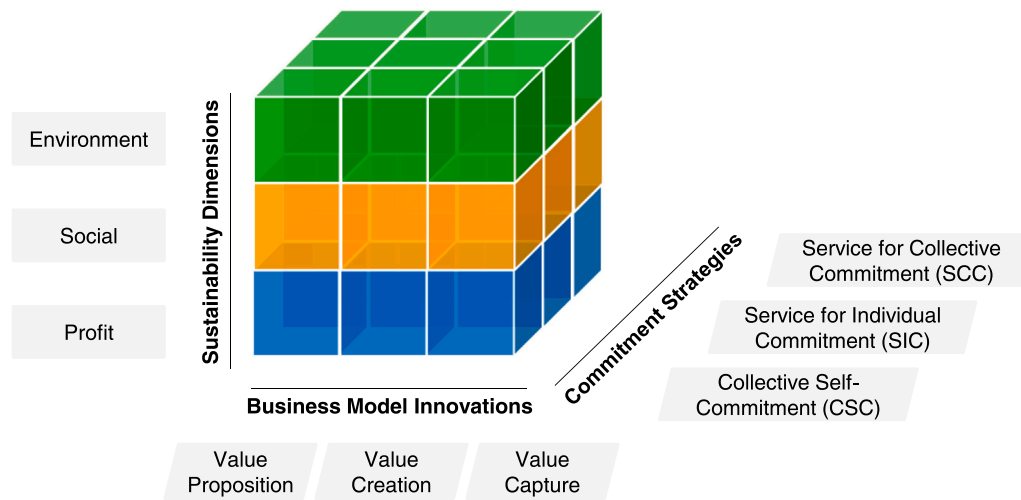 Environment
Social
Profit
Sustainability Dimensions
Business Model Innovations
Value
Proposition
Value
Creation
Value
Capture
Commitment Strategies
Service for Collective
Commitment (SCC)
Service for Individual
Commitment (SIC)
Collective Self-
Commitment (CSC)